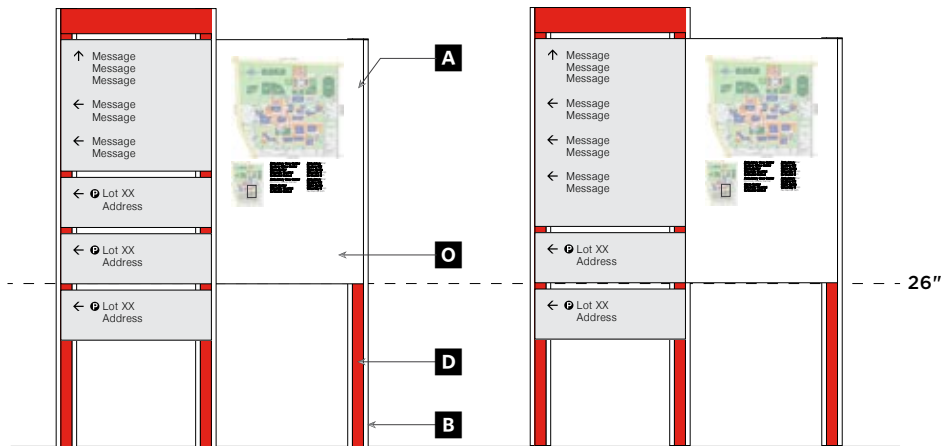 ↑ Message
Message
Message
← Message
Message
← Message
Message
← P Lot XX
Address
← P Lot XX
Address
← P Lot XX
Address
A
O
D
B
↑ Message
Message
Message
← Message
Message
← Message
Message
← Message
Message
← P Lot XX
Address
← P Lot XX
Address
26"